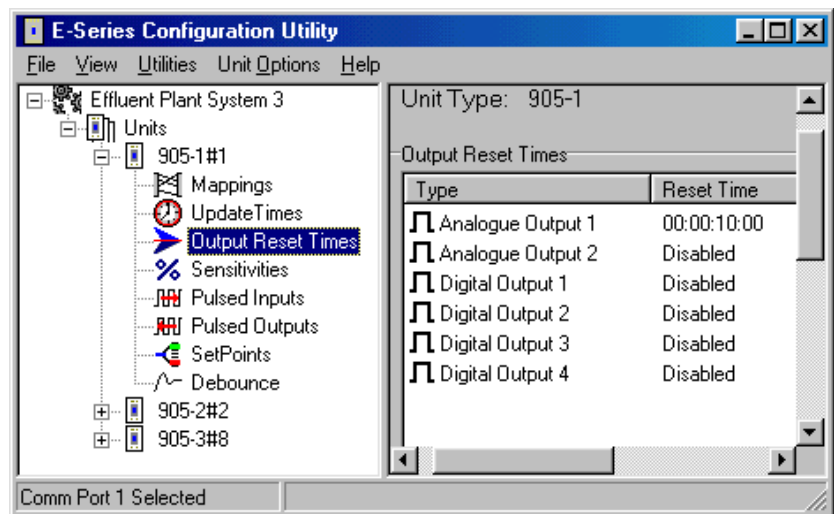 E-Series Configuration Utility
File View Utilities Unit Options Help
Effluent Plant System 3
Units
905-1#1
Mappings
UpdateTimes
Output Reset Times
Sensitivities
Pulsed Inputs
Pulsed Outputs
SetPoints
Debounce
905-2#2
905-3#8
Unit Type: 905-1
Output Reset Times
Type Reset Time
Analogue Output 1 00:00:10:00
Analogue Output 2 Disabled
Digital Output 1 Disabled
Digital Output 2 Disabled
Digital Output 3 Disabled
Digital Output 4 Disabled
Comm Port 1 Selected